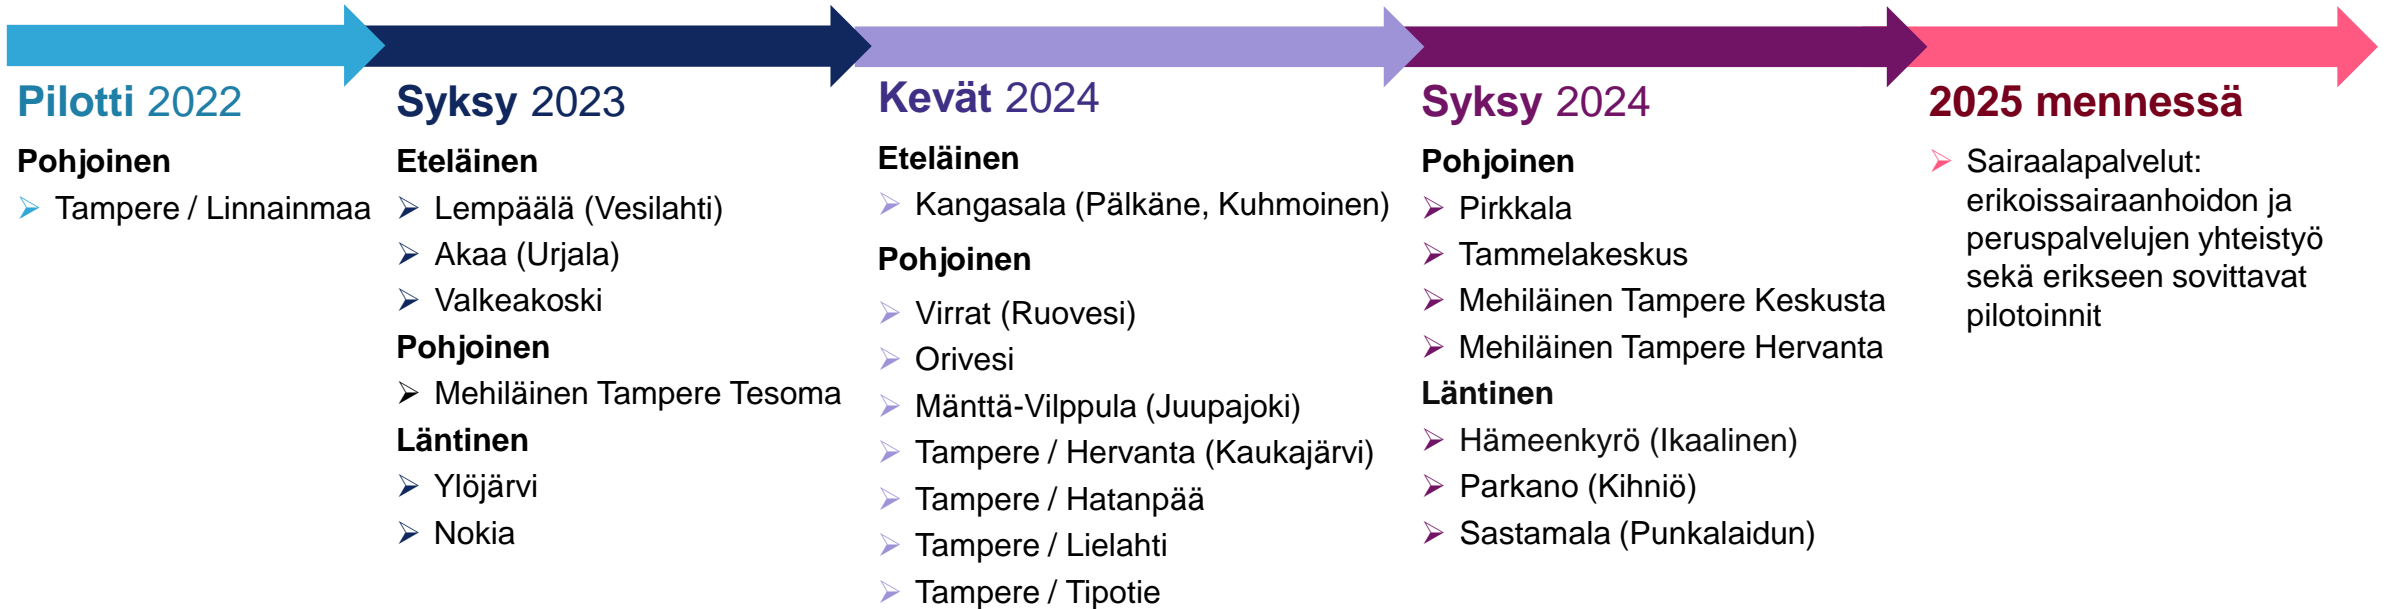 Pilotti 2022
Pohjoinen
Tampere / Linnainmaa
Syksy 2023
Eteläinen
Lempäälä (Vesilahti)
Akaa (Urjala)
Valkeakoski
Pohjoinen
Mehiläinen Tampere Tesoma
Läntinen
Ylöjärvi
Nokia
Kevät 2024
Eteläinen
Kangasala (Pälkäne, Kuhmoinen)
Pohjoinen
Virrat (Ruovesi)
Orivesi
Mänttä-Vilppula (Juupajoki)
Tampere / Hervanta (Kaukajärvi)
Tampere / Hatanpää
Tampere / Lielahti
Tampere / Tipotie
Syksy 2024
Pohjoinen
Pirkkala
Tammelakeskus
Mehiläinen Tampere Keskusta
Mehiläinen Tampere Hervanta
Läntinen
Hämeenkyrö (Ikaalinen)
Parkano (Kihniö)
Sastamala (Punkalaidun)
2025 mennessä
Sairaalapalvelut:
erikoissairaanhoidon ja
peruspalvelujen yhteistyö
sekä erikseen sovittavat
pilotoinnit